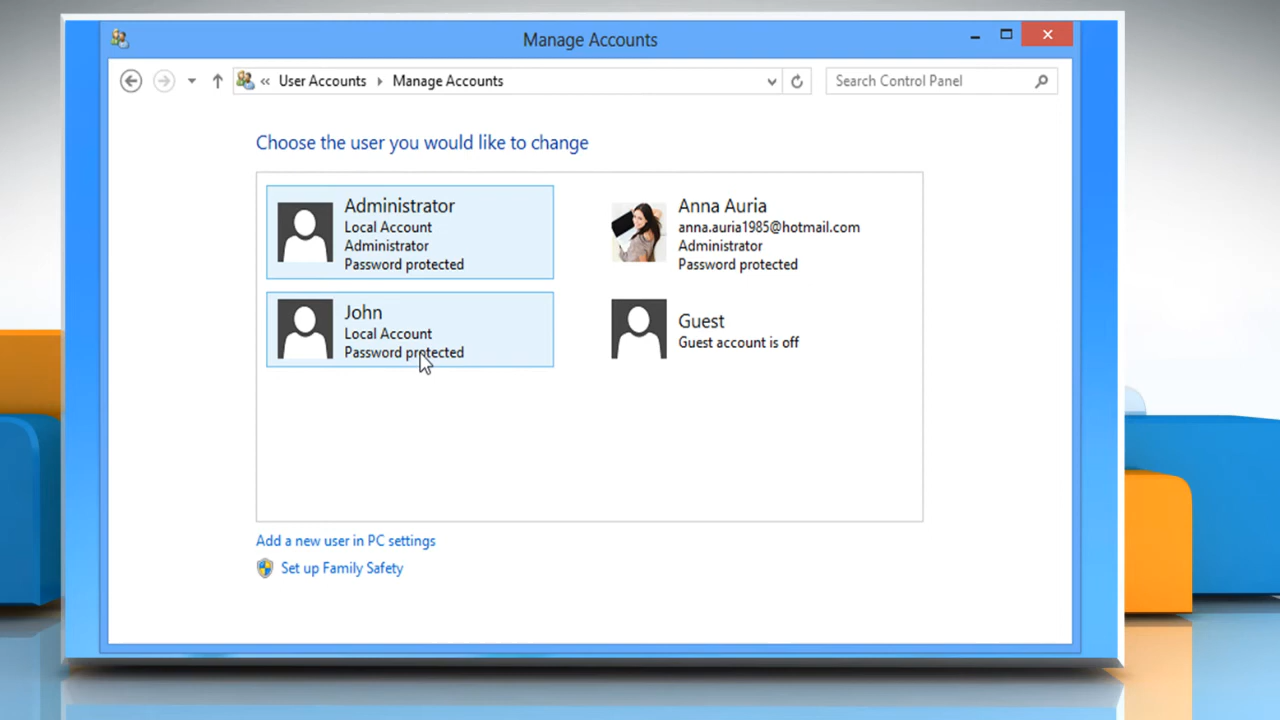 Manage Accounts
« User Accounts Manage Accounts
Search Control Panel
Choose the user you would like to change
Administrator
Local Account
Administrator
Password protected
Anna Auria
anna.auria1985@hotmail.com
Administrator
Password protected
John
Local Account
Password protected
Guest
Guest account is off
Add a new user in PC settings
Set up Family Safety